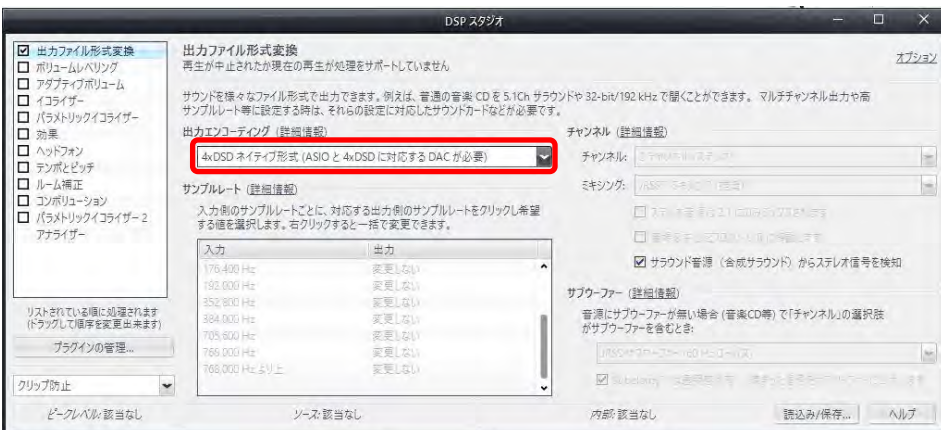 DSP スタジオ
出力ファイル形式変換
ボリュームレベリング
アダプティブボリューム
イコライザー
パラメトリックイコライザー
効果
ヘッドフォン
テンポとピッチ
ルーム補正
コンボリューション
パラメトリックイコライザー 2
アナライザー
リストされている順に処理されます
(ドラッグして順序を変更出来ます)
プラグインの管理...
クリップ防止
出力ファイル形式変換
再生が中止されたか現在の再生が処理をサポートしていません
オプション
サウンドを様々なファイル形式で出力できます。例えば、普通の音楽 CD を 5.1Ch サラウンドや 32-bit/192 kHz で聞くことができます。 マルチチャンネル出力や高
サンプルレート等に設定する時は、それらの設定に対応したサウンドカードなどが必要です。
出力エンコーディング (詳細情報)
4xDSD ネイティブ形式 (ASIO と 4xDSD に対応する DAC が必要)
サンプルレート (詳細情報)
入力側のサンプルレートごとに、対応する出力側のサンプルレートをクリックし希望
する値を選択します。右クリックすると一括で変更できます。
入力 出力
176,400 Hz 変更しない
192,000 Hz 変更しない
352,800 Hz 変更しない
384,000 Hz 変更しない
705,600 Hz 変更しない
768,000 Hz より上 変更しない
チャンネル (詳細情報)
チャンネル:
ミキシング:
サラウンド音源（合成サラウンド）からステレオ信号を検知
サブウーファー (詳細情報)
音源にサブウーファーが無い場合 (音楽CD等) で「チャンネル」の選択肢
がサブウーファーを含むとき:
ピークレベル: 該当なし
ソース: 該当なし
内部: 該当なし
読込み/保存...
ヘルプ